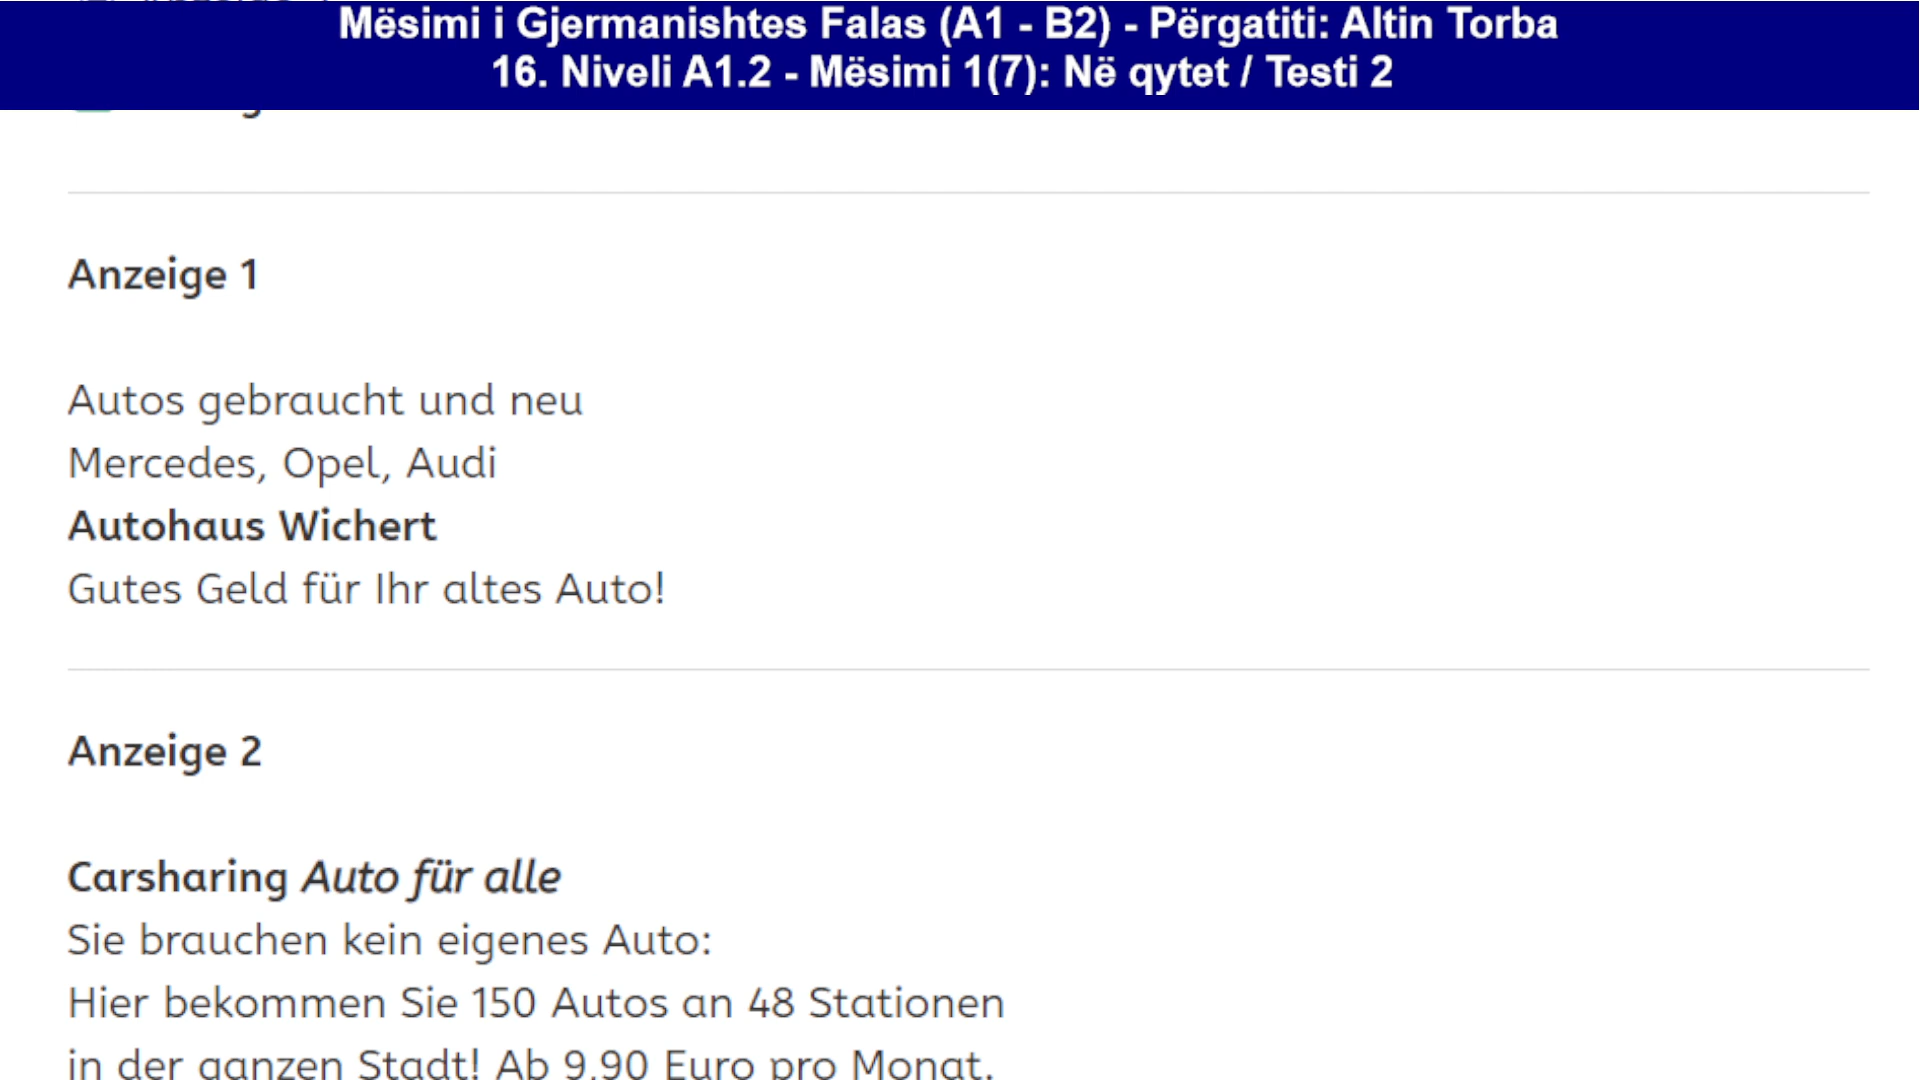 Mësimi i Gjermanishtes Falas (A1 - B2) - Përgatiti: Altin Torba
16. Niveli A1.2 - Mësimi 1(7): Në qytet / Testi 2
Anzeige 1
Autos gebraucht und neu
Mercedes, Opel, Audi
Autohaus Wichert
Gutes Geld für Ihr altes Auto!
Anzeige 2
Carsharing Auto für alle
Sie brauchen kein eigenes Auto:
Hier bekommen Sie 150 Autos an 48 Stationen
in der ganzen Stadt! Ab 9,90 Euro pro Monat.